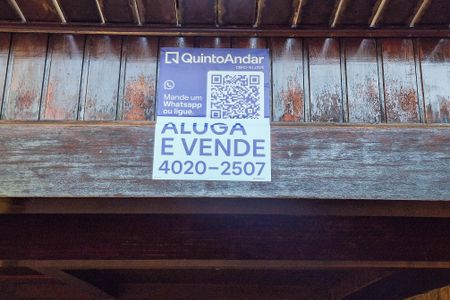 QuintoAndar
Mande um
Whatsapp
ou ligue.
ALUGA
E VENDE
4020-2507